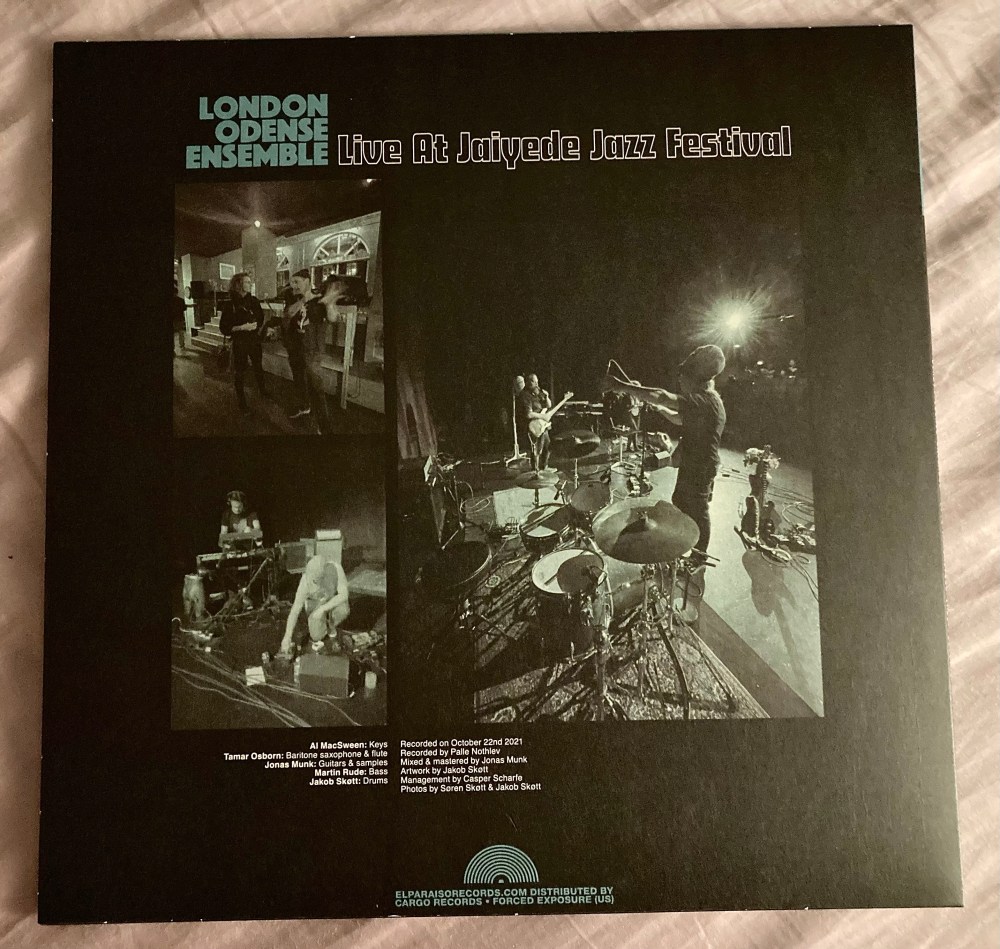 LONDON
ODENSE
ENSEMBLE
Live At Jaiyede Jazz Festival
Al MacSween: Keys
Tamar Osborn: Baritone saxophone & flute
Jonas Munk: Guitars & samples
Martin Rude: Bass
Jakob Skøtt: Drums
Recorded on October 22nd 2021
Recorded by Palle Nothlev
Mixed & mastered by Jonas Munk
Artwork by Jakob Skøtt
Management by Casper Scharfe
Photos by Søren Skøtt & Jakob Skøtt
ELPARAISORECORDS.COM DISTRIBUTED BY
CARGO RECORDS • FORCED EXPOSURE (US)